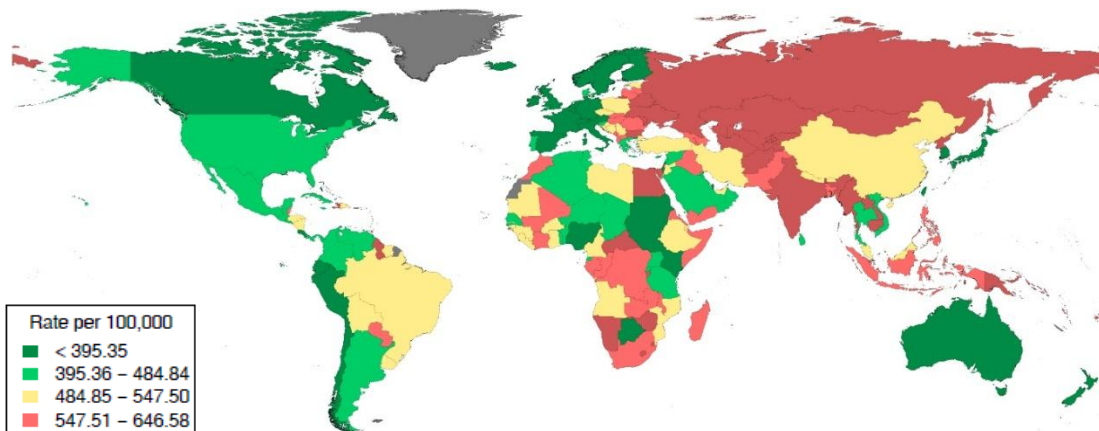 Rate per 100,000
< 395.35
395.36 – 484.84
484.85 – 547.50
547.51 – 646.58